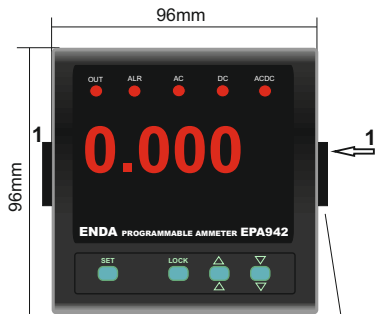 96mm
96mm
OUT ALR AC DC ACDC
1 1
0.000
ENDA PROGRAMMABLE AMMETER EPA942
SET LOCK